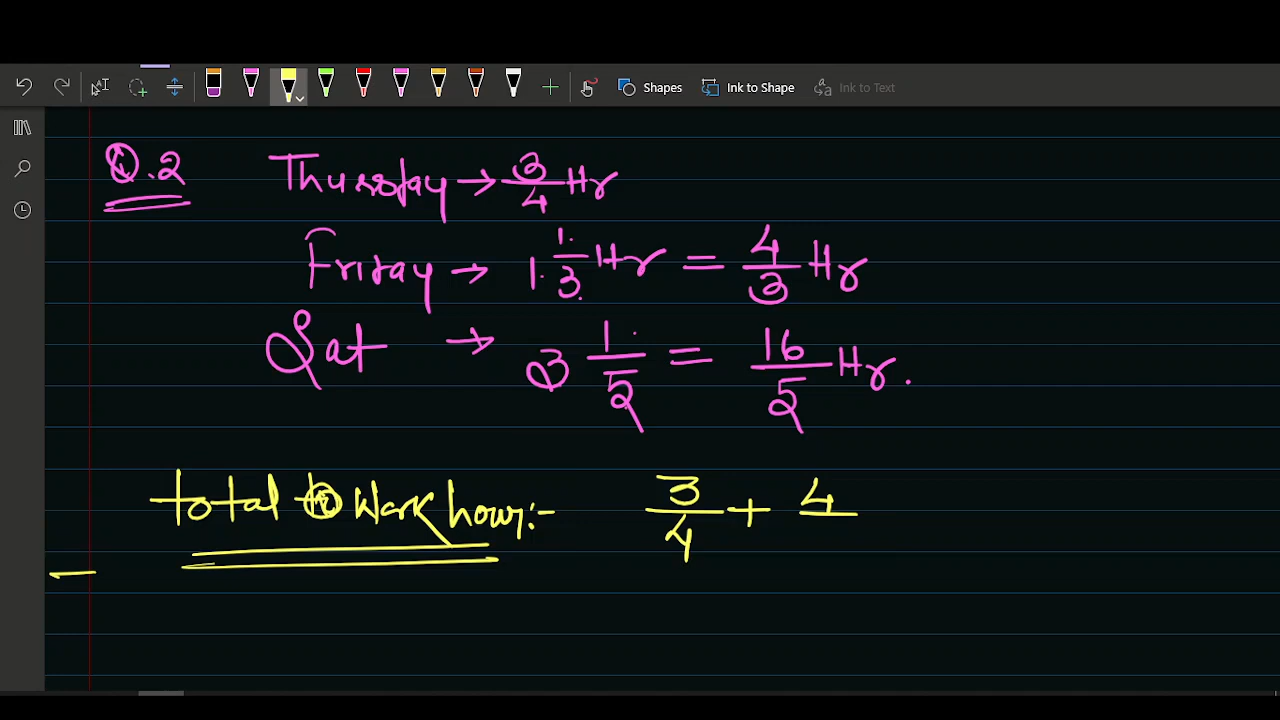 Shapes Ink to Shape Ink to Text
Q.2 Thursday → 3/4 Hr
Friday → 1 1/3 Hr = 4/3 Hr
Sat → 3 1/5 = 16/5 Hr.
total work hour:- 3/4 + 4